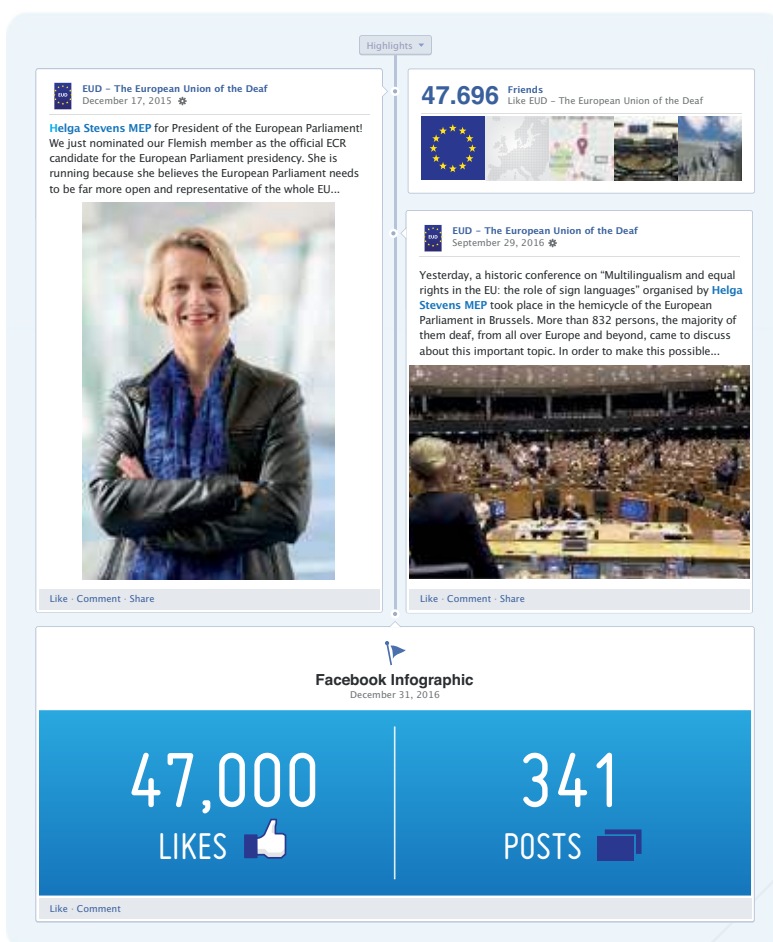 Highlights
EUD – The European Union of the Deaf
December 17, 2015
Helga Stevens MEP for President of the European Parliament!
We just nominated our Flemish member as the official ECR
candidate for the European Parliament presidency. She is
running because she believes the European Parliament needs
to be far more open and representative of the whole EU...
Like · Comment · Share
47.696 Friends
Like EUD – The European Union of the Deaf
EUD – The European Union of the Deaf
September 29, 2016
Yesterday, a historic conference on “Multilingualism and equal
rights in the EU: the role of sign languages” organised by Helga
Stevens MEP took place in the hemicycle of the European
Parliament in Brussels. More than 832 persons, the majority of
them deaf, from all over Europe and beyond, came to discuss
about this important topic. In order to make this possible...
Like · Comment · Share
Facebook Infographic
December 31, 2016
47,000
LIKES
341
POSTS
Like · Comment